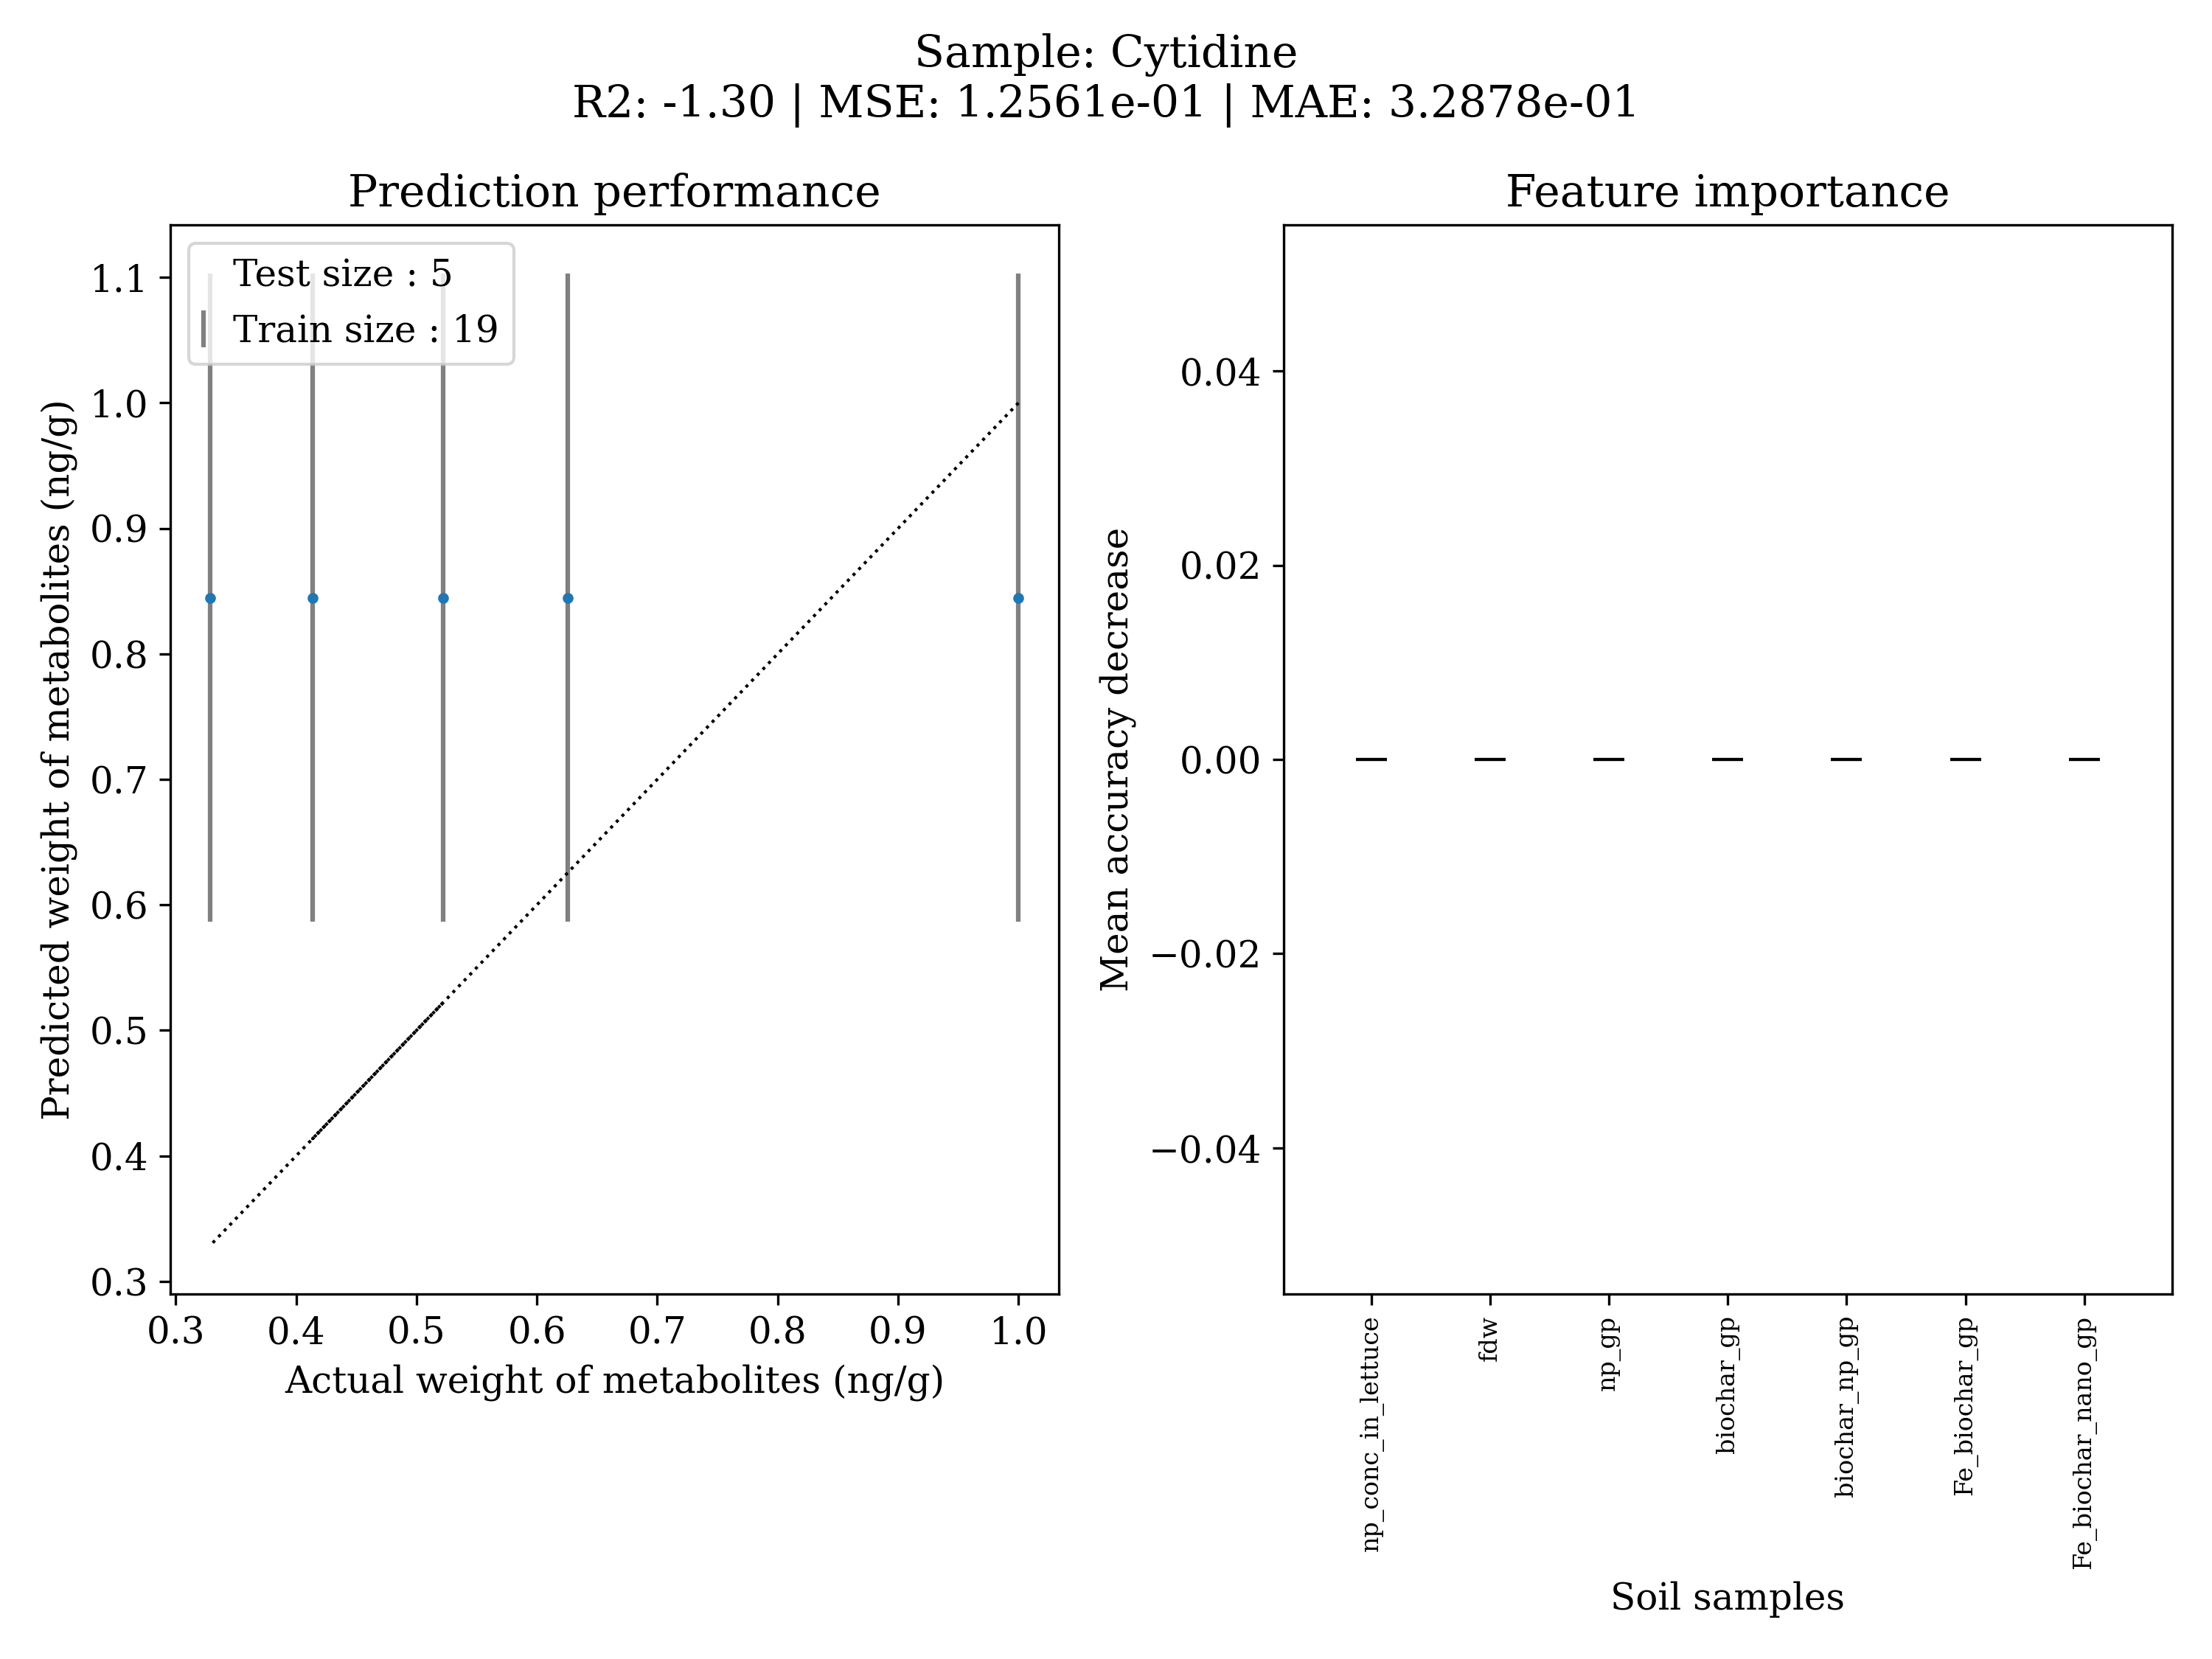 Sample: Cytidine
R2: -1.30 | MSE: 1.2561e-01 | MAE: 3.2878e-01
Prediction performance
Test size : 5
Train size : 19
1.1
1.0
0.9
0.8
0.7
0.6
0.5
0.4
0.3
Predicted weight of metabolites (ng/g)
0.3 0.4 0.5 0.6 0.7 0.8 0.9 1.0
Actual weight of metabolites (ng/g)
Feature importance
0.04
0.02
0.00
−0.02
−0.04
Mean accuracy decrease
np_conc_in_lettuce
fdw
np_gp
biochar_gp
biochar_np_gp
Fe_biochar_gp
Fe_biochar_nano_gp
Soil samples